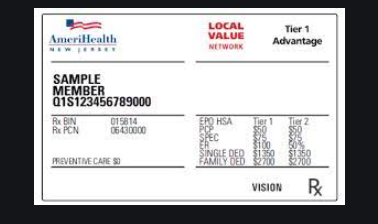 AmeriHealth
NEW JERSEY
LOCAL
VALUE
NETWORK
Tier 1
Advantage
SAMPLE
MEMBER
Q1S123456789000
Rx BIN 015814
Rx PCN 06430000
PREVENTIVE CARE $0
EPO HSA Tier 1 Tier 2
PCP $50 $50
SPEC $75 $75
ER $100 50%
SINGLE DED $1350 $1350
FAMILY DED $2700 $2700
VISION Rx